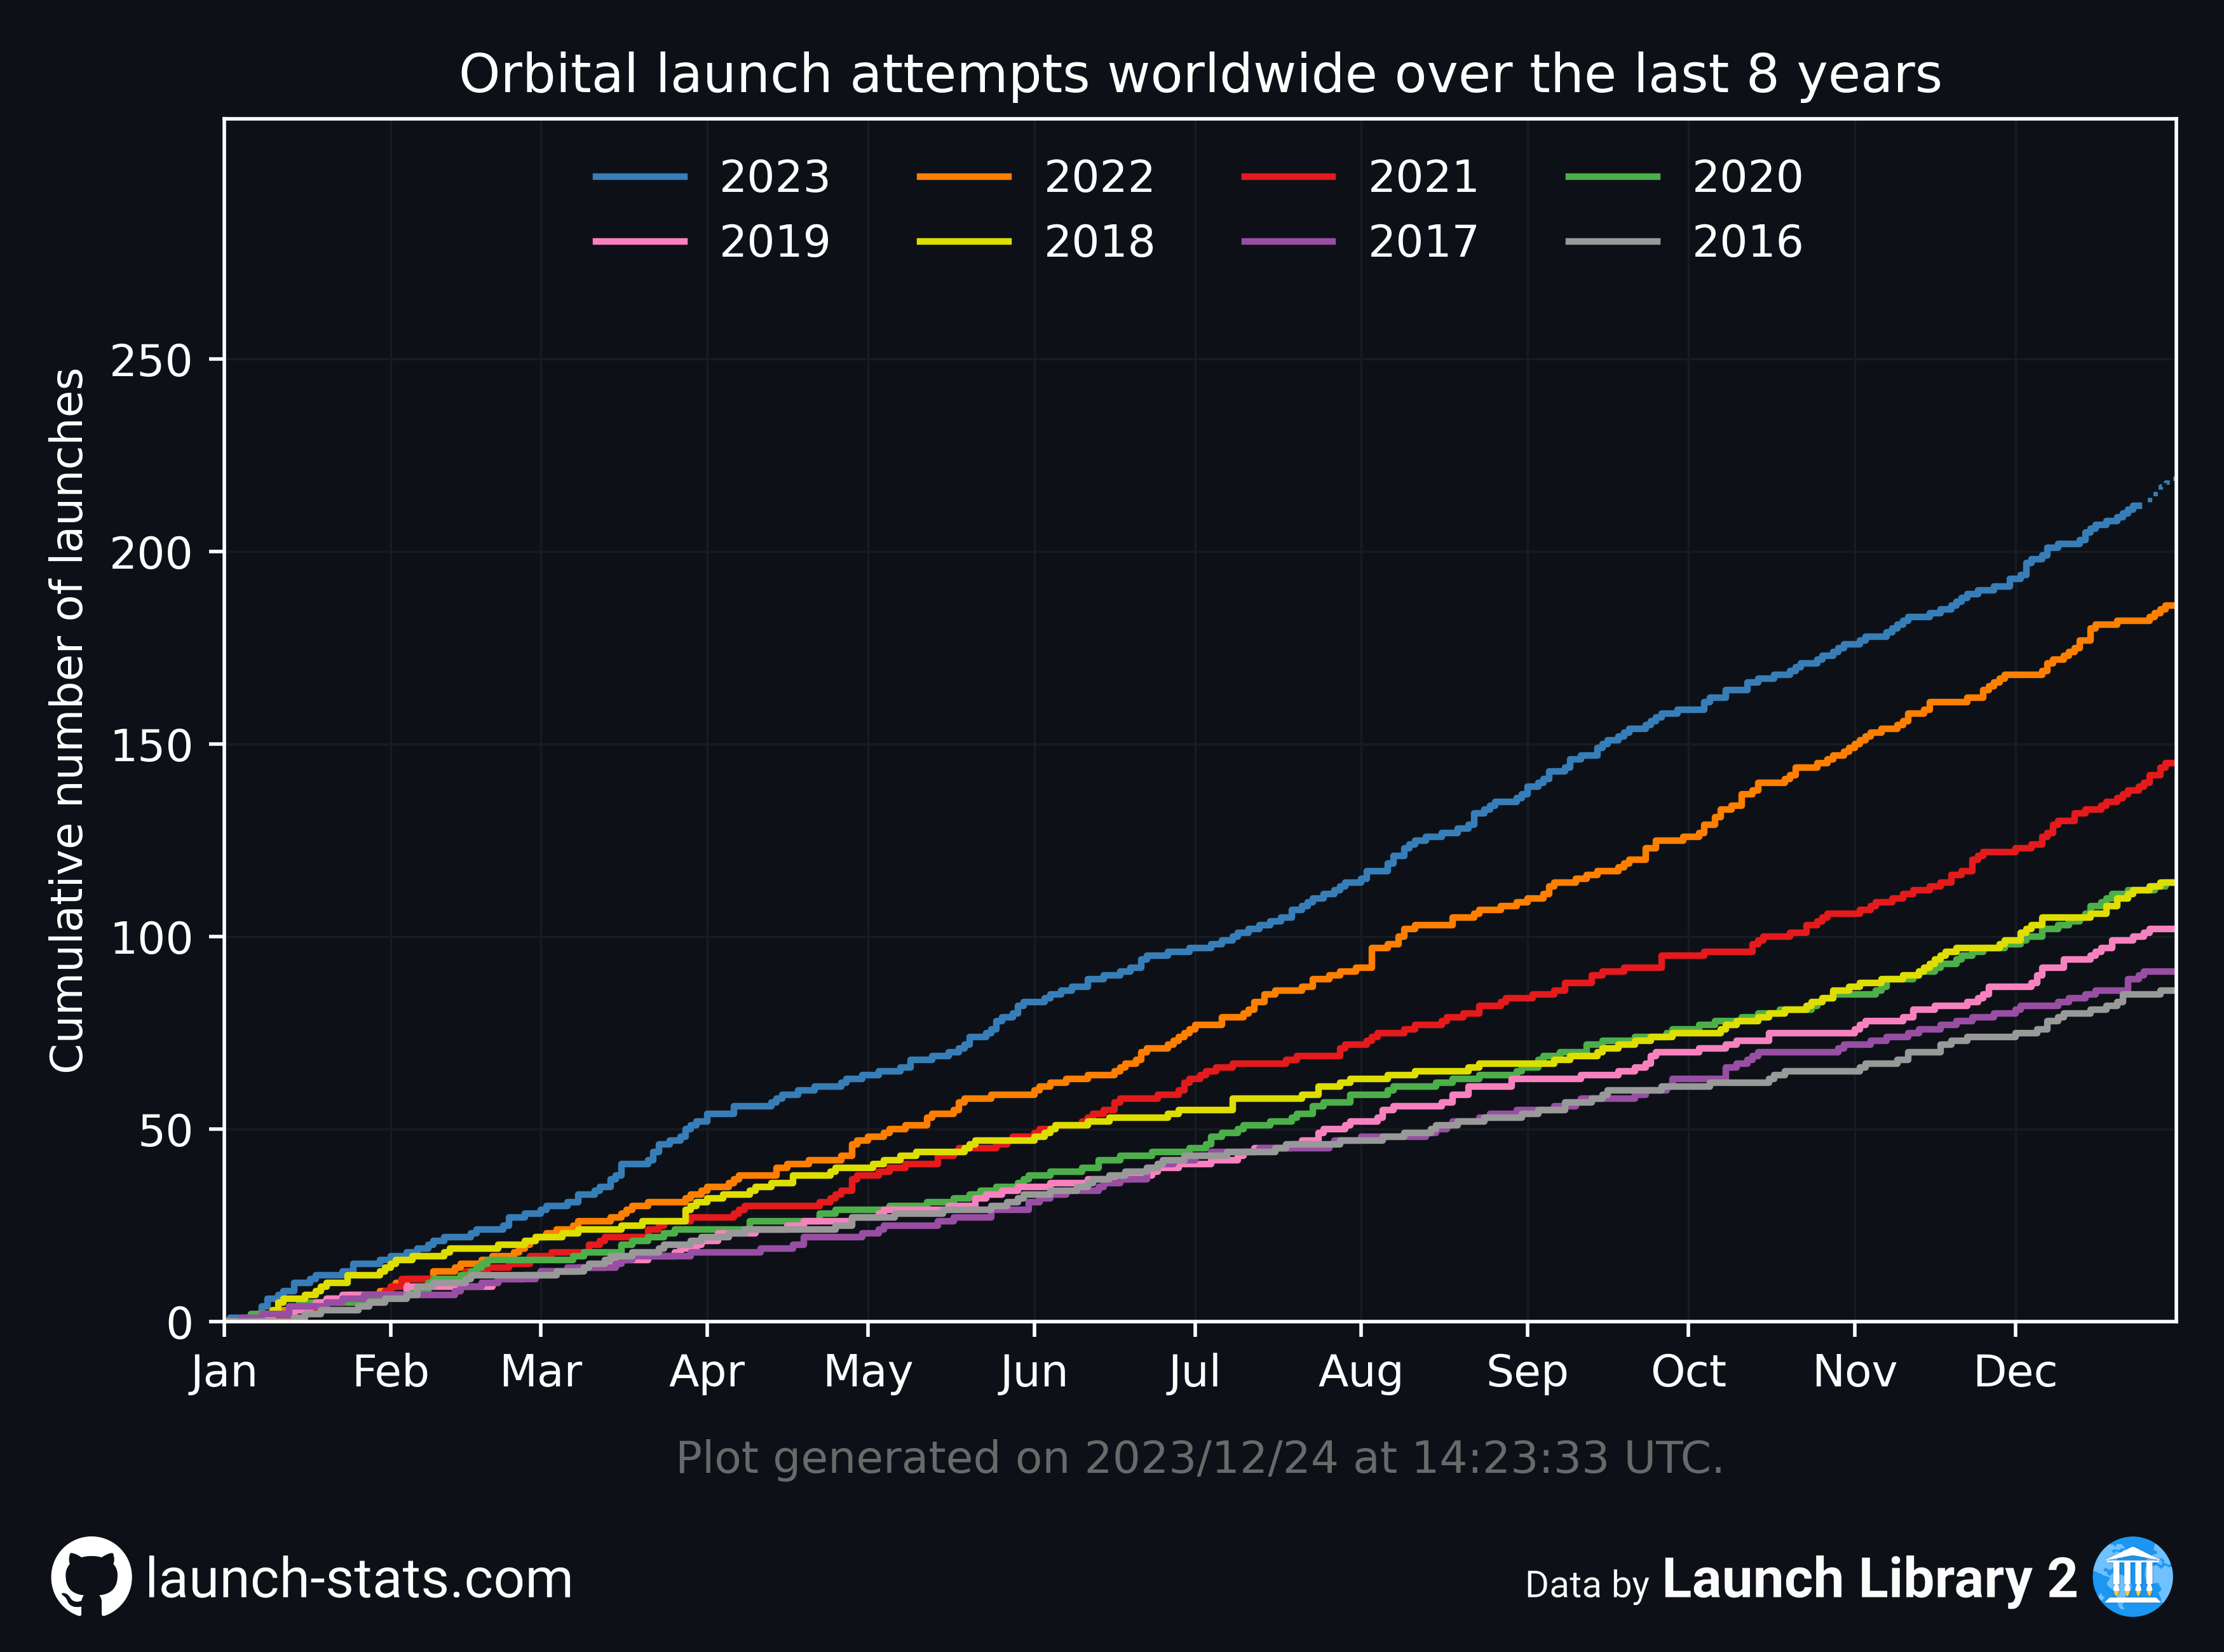 Orbital launch attempts worldwide over the last 8 years
2023 2022 2021 2020
2019 2018 2017 2016
Cumulative number of launches
250
200
150
100
50
0
Jan Feb Mar Apr May Jun Jul Aug Sep Oct Nov Dec
Plot generated on 2023/12/24 at 14:23:33 UTC.
launch-stats.com
Data by Launch Library 2